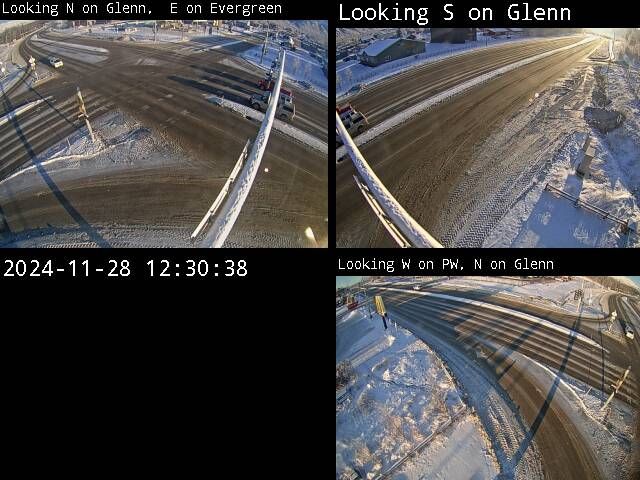 Looking N on Glenn,  E on Evergreen
Looking S on Glenn
2024-11-28 12:30:38
Looking W on PW, N on Glenn